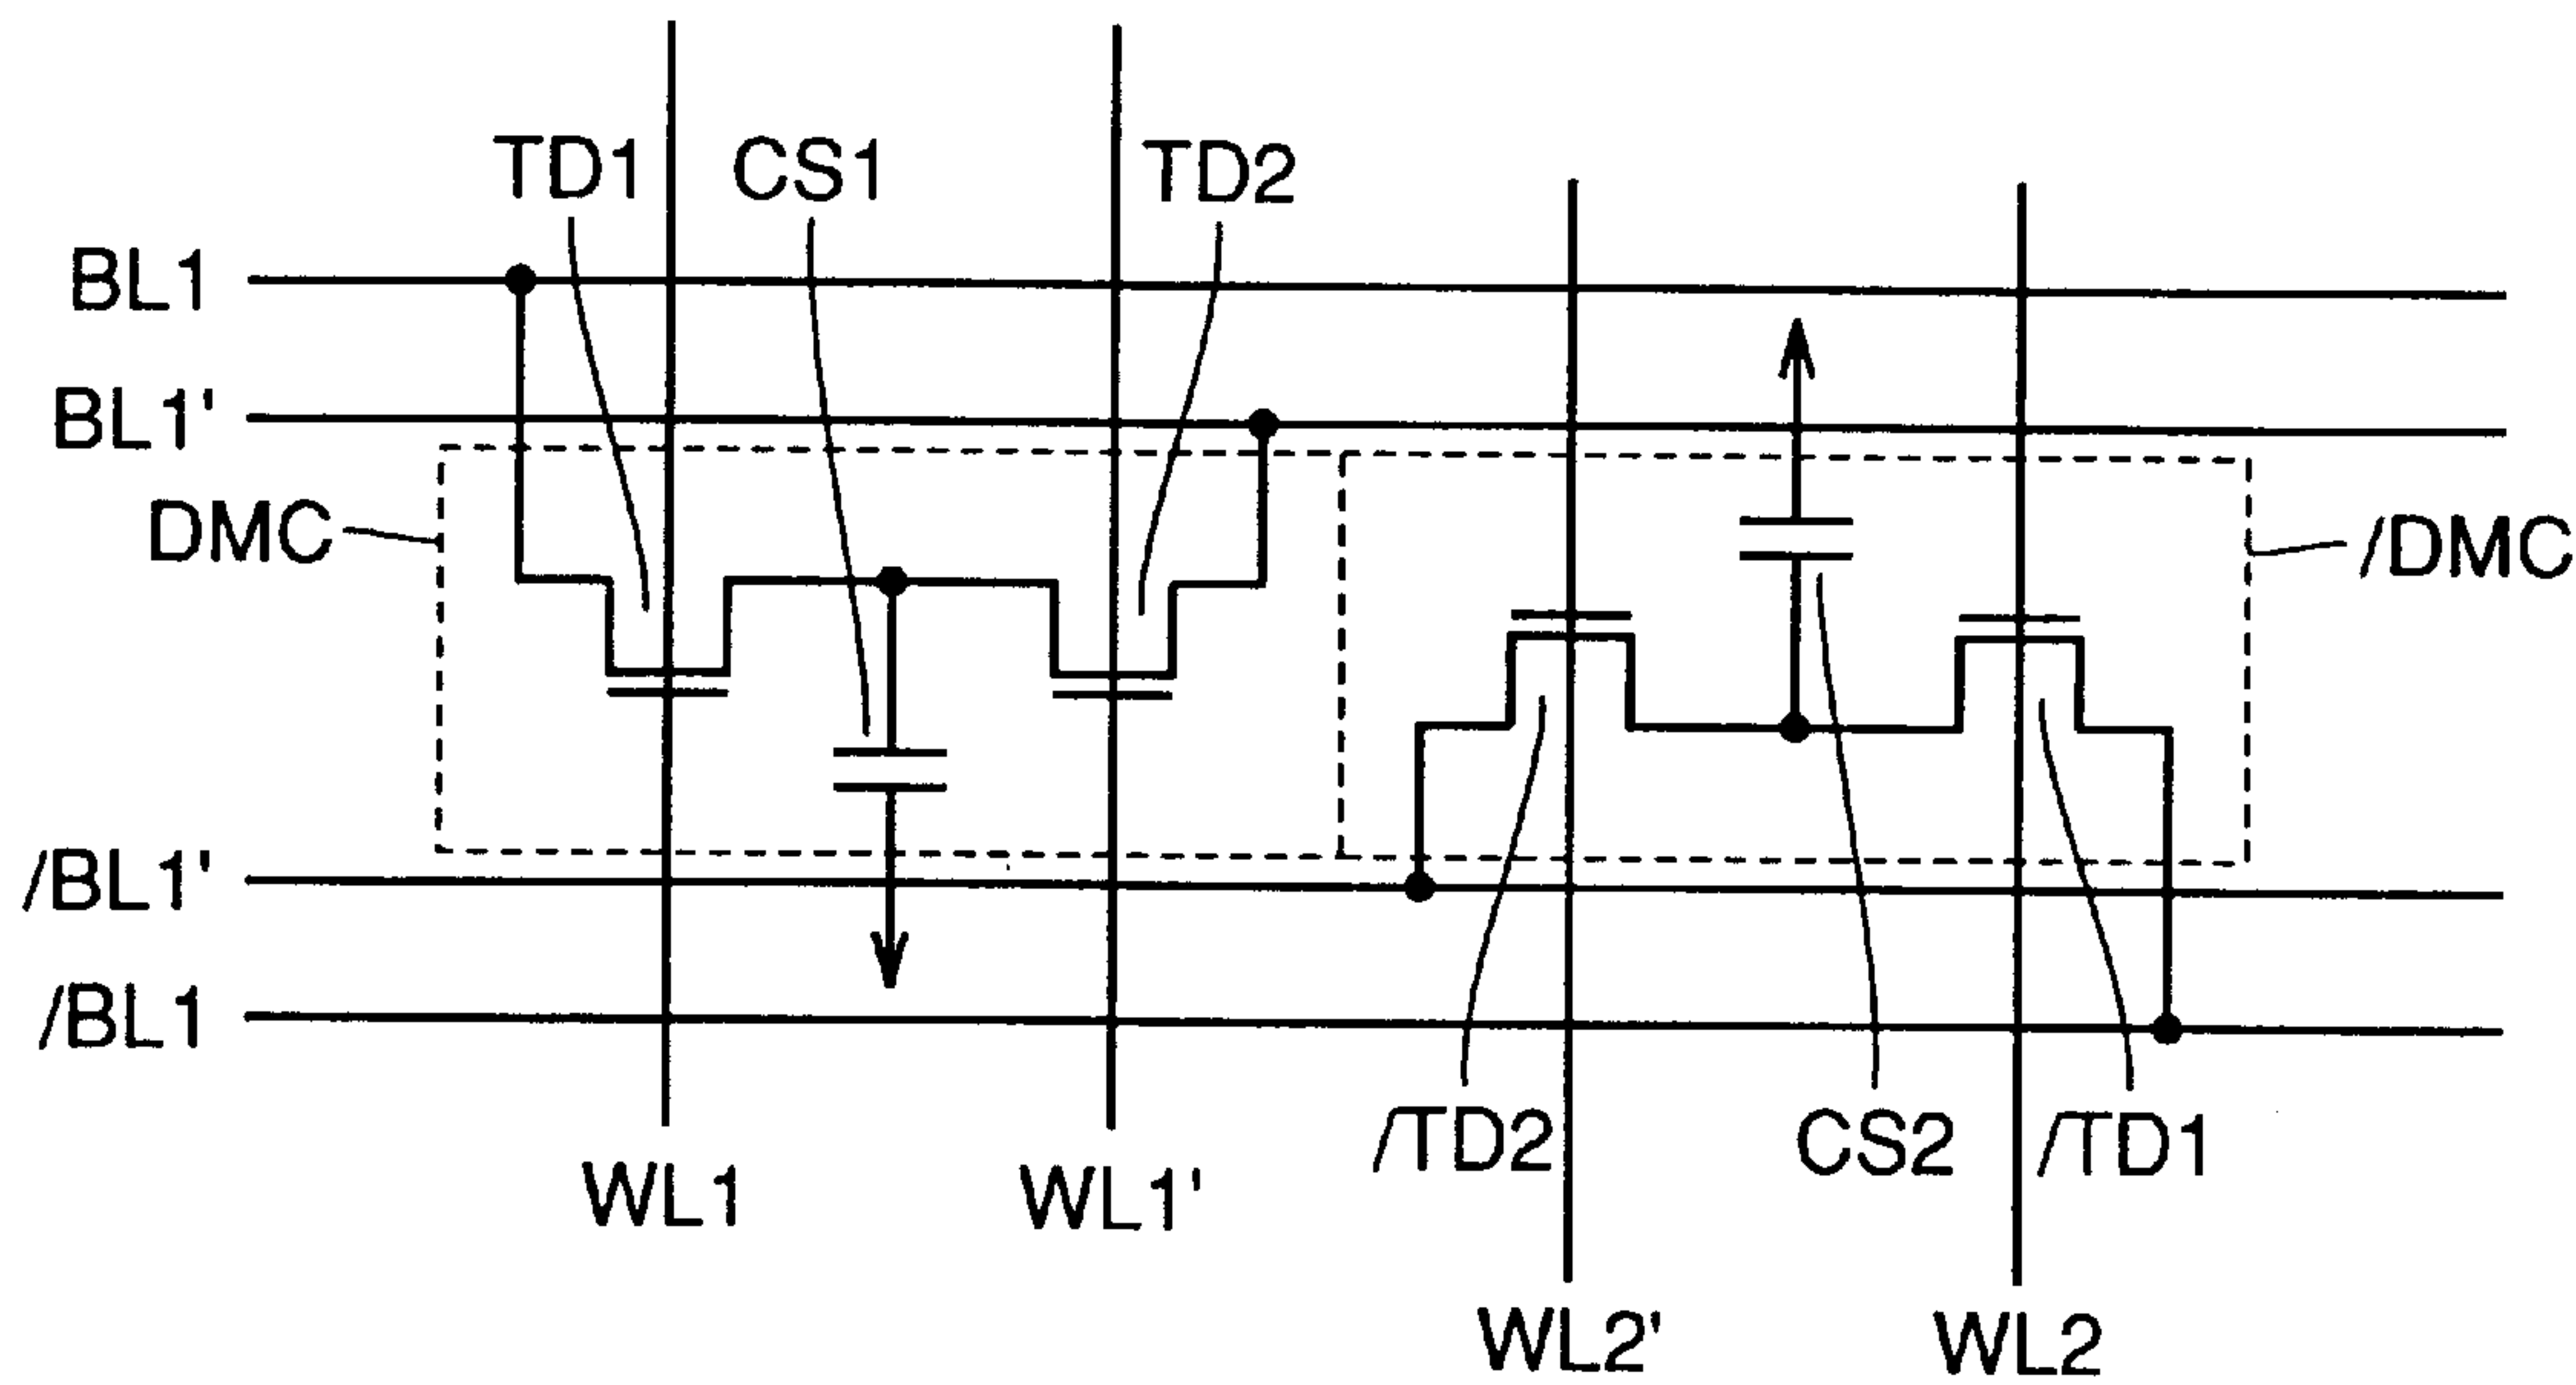 TD1
CS1
TD2
BL1
BL1'
DMC
/DMC
/BL1'
/BL1
/TD2
CS2
/TD1
WL1
WL1'
WL2'
WL2